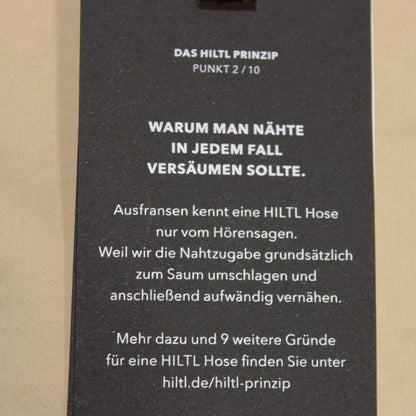 DAS HILTL PRINZIP
PUNKT 2 / 10
WARUM MAN NÄHTE
IN JEDEM FALL
VERSÄUMEN SOLLTE.
Ausfransen kennt eine HILTL Hose
nur vom Hörensagen.
Weil wir die Nahtzugabe grundsätzlich
zum Saum umschlagen und
anschließend aufwändig vernähen.
Mehr dazu und 9 weitere Gründe
für eine HILTL Hose finden Sie unter
hiltl.de/hiltl-prinzip